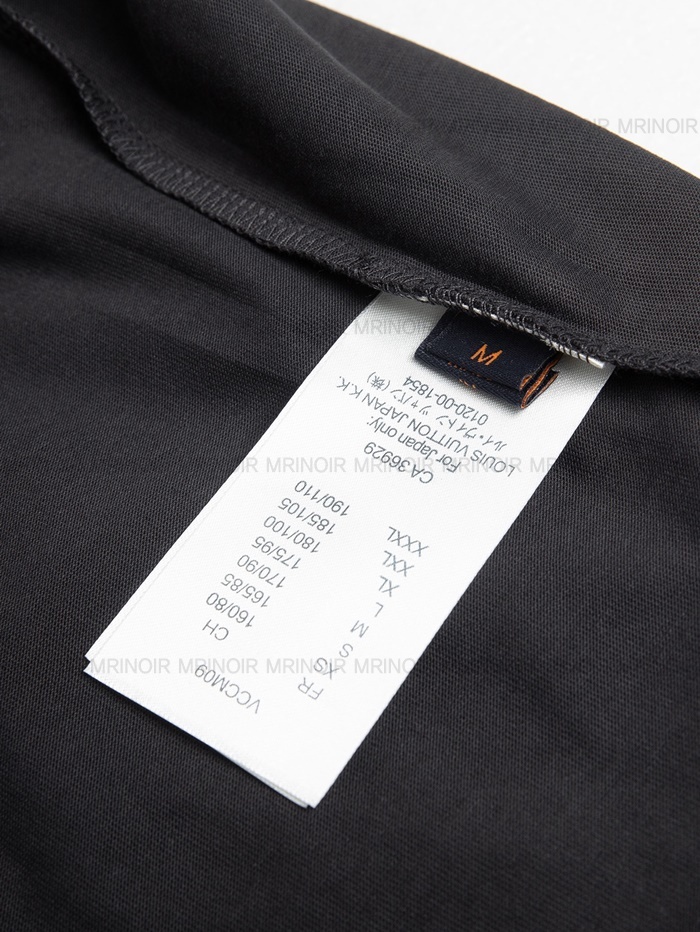 VCCM09
FR CH
XS 160/80
S 165/85
M 170/90
L 175/95
XL 180/100
XXL 185/105
XXXL 190/110
CA 36929
For Japan only:
LOUIS VUITTON JAPAN K.K.
ルイ・ヴィトン ジャパン (株)
0120-00-1854
M
MRINOIR MRINOIR MRINOIR MRINOIR